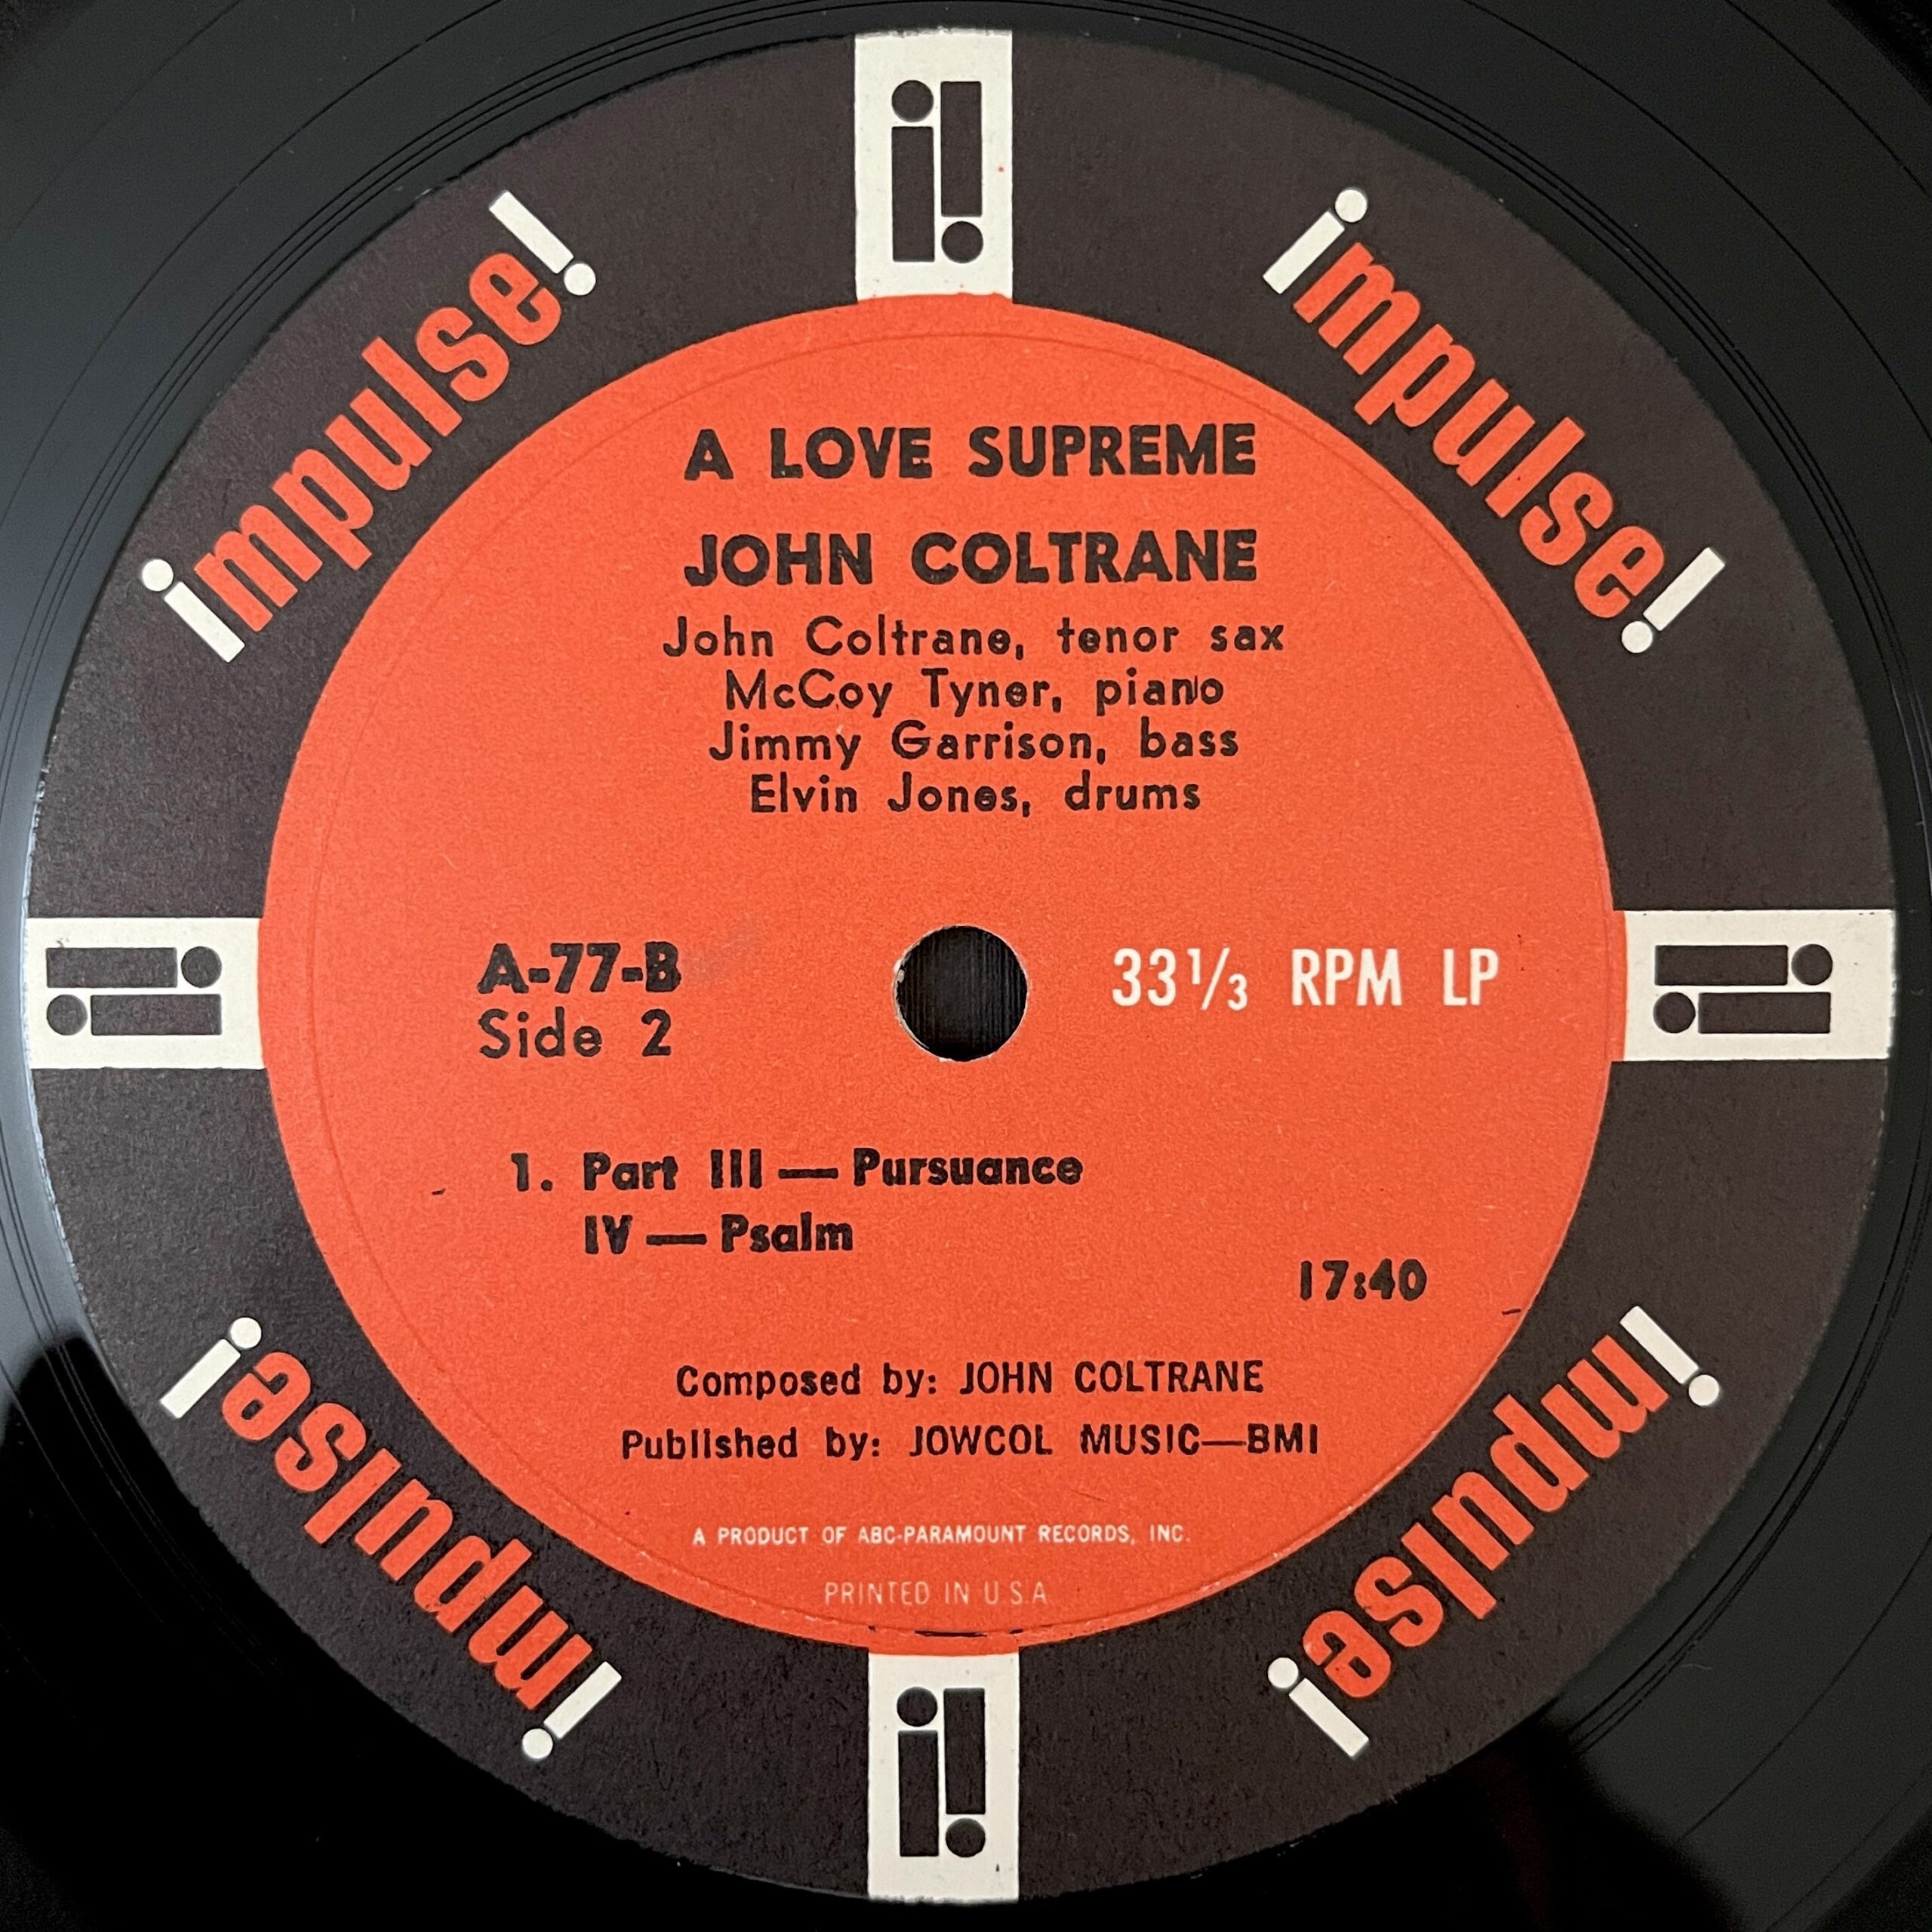 impulse!
impulse!
A LOVE SUPREME
JOHN COLTRANE
John Coltrane, tenor sax
McCoy Tyner, piano
Jimmy Garrison, bass
Elvin Jones, drums
A-77-B
Side 2
33 1/3 RPM LP
1. Part III — Pursuance
IV — Psalm
17:40
Composed by: JOHN COLTRANE
Published by: JOWCOL MUSIC—BMI
A PRODUCT OF ABC-PARAMOUNT RECORDS, INC.
PRINTED IN U.S.A.
impulse!
impulse!